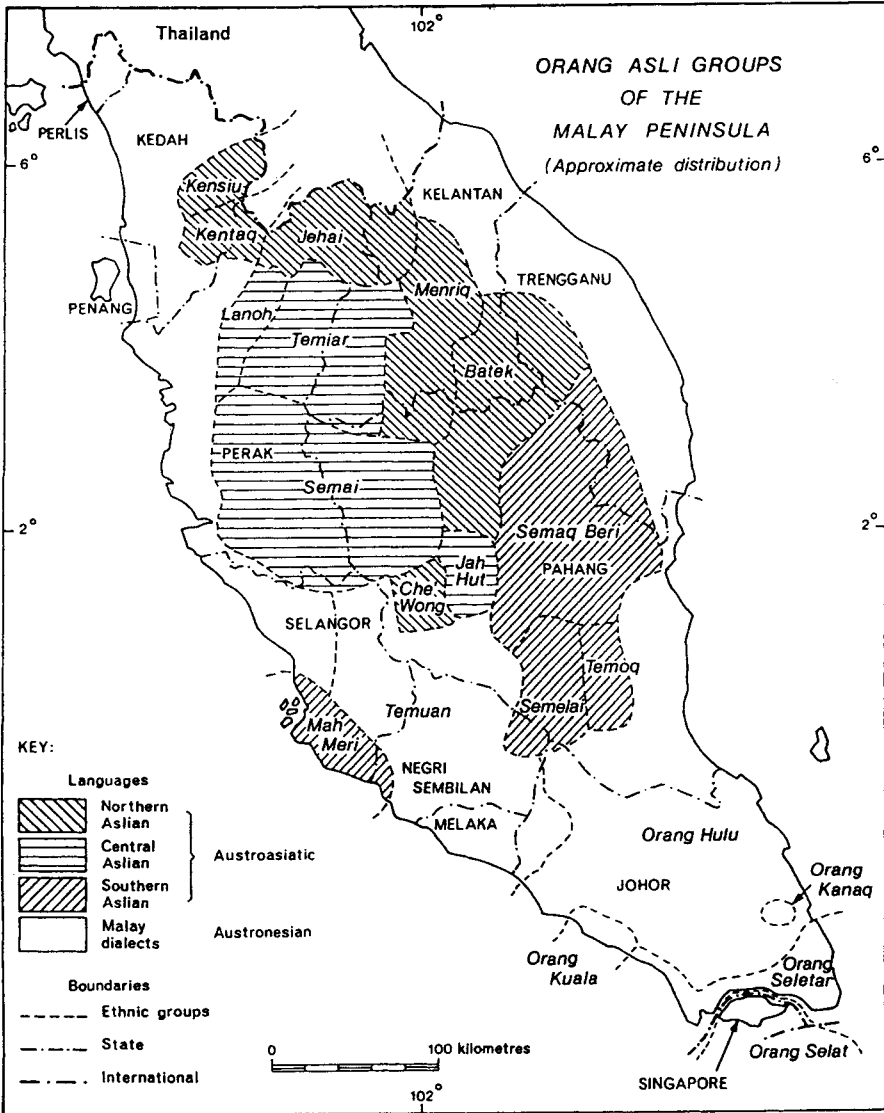 102°
Thailand
ORANG ASLI GROUPS
OF THE
MALAY PENINSULA
(Approximate distribution)
PERLIS
KEDAH
6°
6°
Kensiu
KELANTAN
Kentaq
Jehai
TRENGGANU
PENANG
Menriq
Lanoh
Temiar
Batek
PERAK
Semai
2°
2°
Semaq Beri
Jah
Hut
PAHANG
Che'
Wong
SELANGOR
Temoq
Semelai
Temuan
Mah
Meri
NEGRI
SEMBILAN
MELAKA
Orang Hulu
Orang
Kanaq
JOHOR
Orang
Kuala
Orang
Seletar
Orang Selat
SINGAPORE
KEY:
Languages
Northern
Aslian
Central
Aslian
Austroasiatic
Southern
Aslian
Malay
dialects
Austronesian
Boundaries
Ethnic groups
State
International
0 100 kilometres
102°